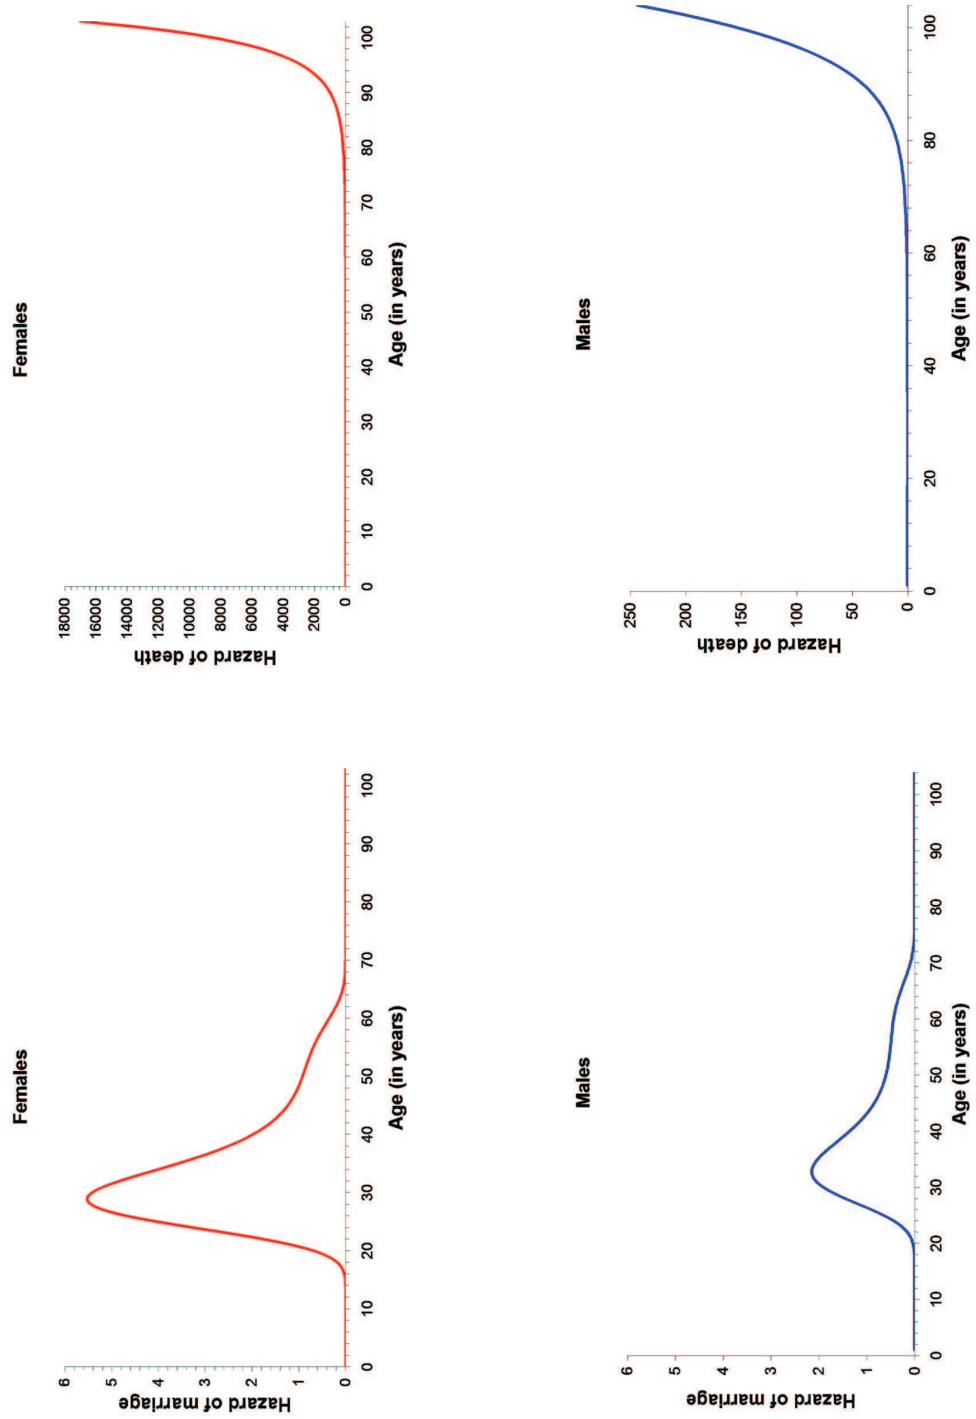 Females
18000
16000
14000
12000
10000
8000
6000
4000
2000
0
Hazard of death
0 10 20 30 40 50 60 70 80 90 100
Age (in years)
Males
250
200
150
100
50
0
Hazard of death
0 20 40 60 80 100
Age (in years)
Females
6
5
4
3
2
1
0
Hazard of marriage
0 10 20 30 40 50 60 70 80 90 100
Age (in years)
Males
6
5
4
3
2
1
0
Hazard of marriage
0 10 20 30 40 50 60 70 80 90 100
Age (in years)